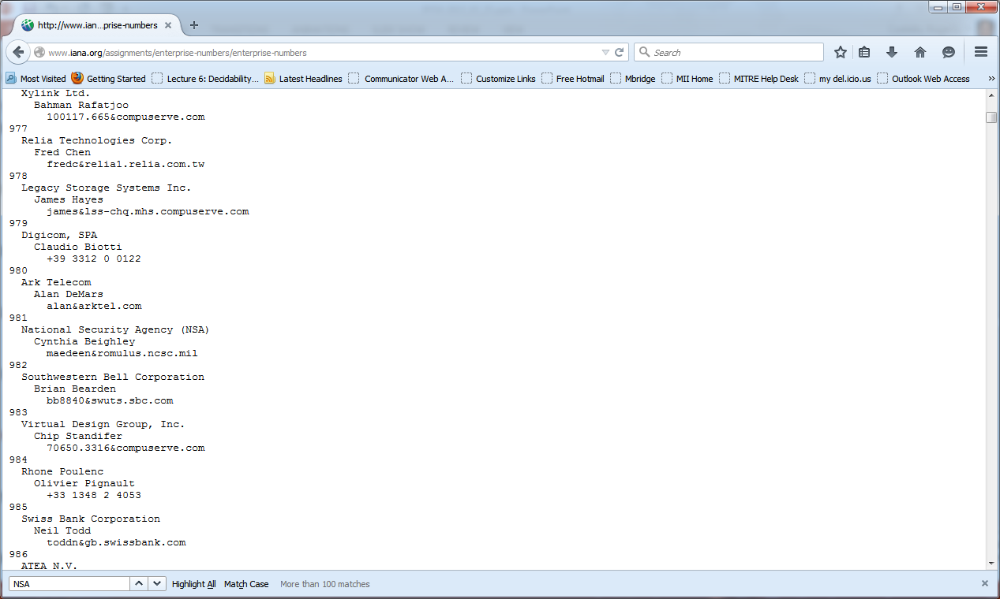 http://www.ian...prise-numbers
www.iana.org/assignments/enterprise-numbers/enterprise-numbers
Search
Most Visited Getting Started Lecture 6: Decidability... Latest Headlines Communicator Web A... Customize Links Free Hotmail Mbridge MII Home MITRE Help Desk my del.icio.us Outlook Web Access
Xylink Ltd.
Bahman Rafatjoo
100117.665&compuserve.com
977
Relia Technologies Corp.
Fred Chen
fredc&relia1.relia.com.tw
978
Legacy Storage Systems Inc.
James Hayes
james&lss-chq.mhs.compuserve.com
979
Digicom, SPA
Claudio Biotti
+39 3312 0 0122
980
Ark Telecom
Alan DeMars
alan&arktel.com
981
National Security Agency (NSA)
Cynthia Beighley
maedeen&romulus.ncsc.mil
982
Southwestern Bell Corporation
Brian Bearden
bb8840&swuts.sbc.com
983
Virtual Design Group, Inc.
Chip Standifer
70650.3316&compuserve.com
984
Rhone Poulenc
Olivier Pignault
+33 1348 2 4053
985
Swiss Bank Corporation
Neil Todd
toddn&gb.swissbank.com
986
ATEA N.V.
NSA Highlight All Match Case More than 100 matches